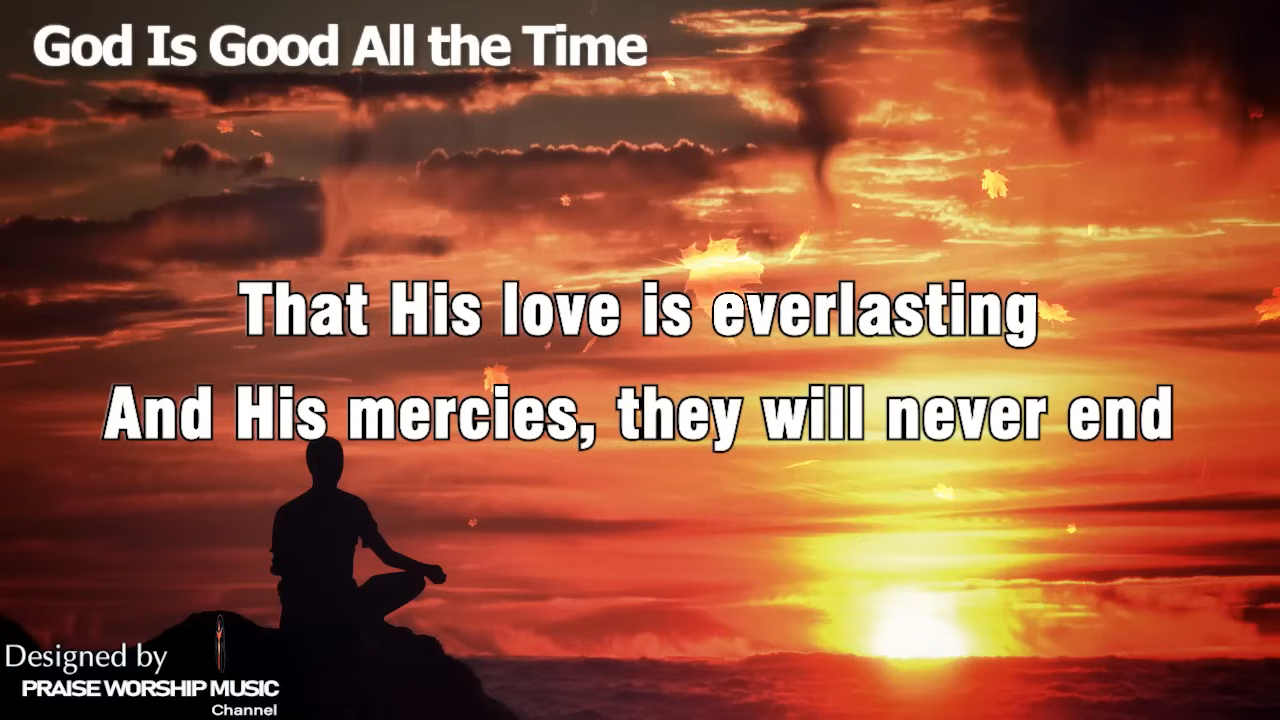 God Is Good All the Time
That His love is everlasting
And His mercies, they will never end
Designed by
PRAISE WORSHIP MUSIC
Channel